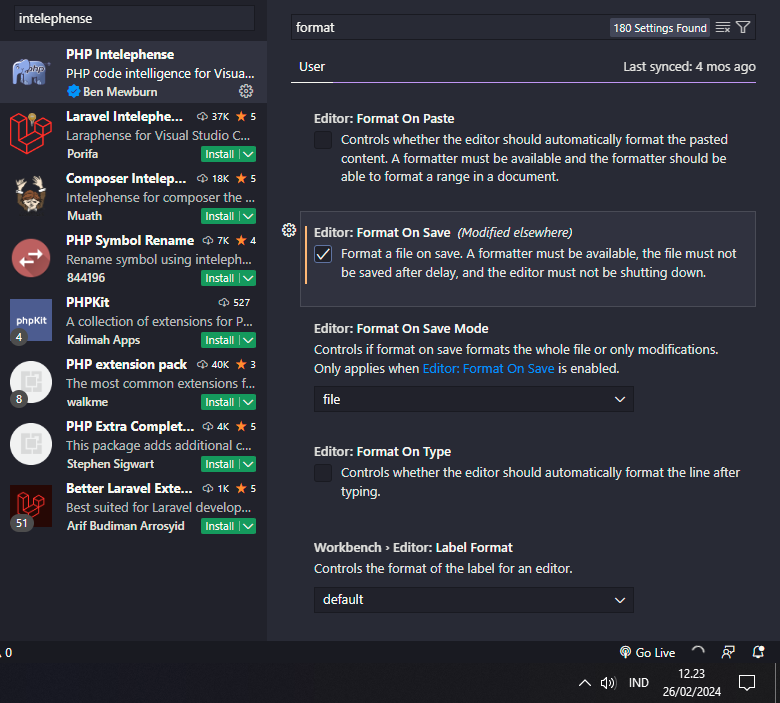 intelephense
PHP Intelephense
PHP code intelligence for Visua...
Ben Mewburn
Laravel Intelephe... 37K 5
Laraphense for Visual Studio C...
Porifa Install
Composer Intelep... 18K 5
Intelephense for composer the ...
Muath Install
PHP Symbol Rename 7K 4
Rename symbol using inteleph...
844196 Install
PHPKit 527
A collection of extensions for P...
Kalimah Apps Install
phpKit
4
PHP extension pack 40K 3
The most common extensions f...
walkme Install
8
PHP Extra Complet... 4K 5
This package adds additional c...
Stephen Sigwart Install
Better Laravel Exte... 1K 5
Best suited for Laravel develop...
Arif Budiman Arrosyid Install
51
format
180 Settings Found
User
Last synced: 4 mos ago
Editor: Format On Paste
Controls whether the editor should automatically format the pasted
content. A formatter must be available and the formatter should be
able to format a range in a document.
Editor: Format On Save (Modified elsewhere)
Format a file on save. A formatter must be available, the file must not
be saved after delay, and the editor must not be shutting down.
Editor: Format On Save Mode
Controls if format on save formats the whole file or only modifications.
Only applies when Editor: Format On Save is enabled.
file
Editor: Format On Type
Controls whether the editor should automatically format the line after
typing.
Workbench › Editor: Label Format
Controls the format of the label for an editor.
default
0
Go Live
IND
12.23
26/02/2024